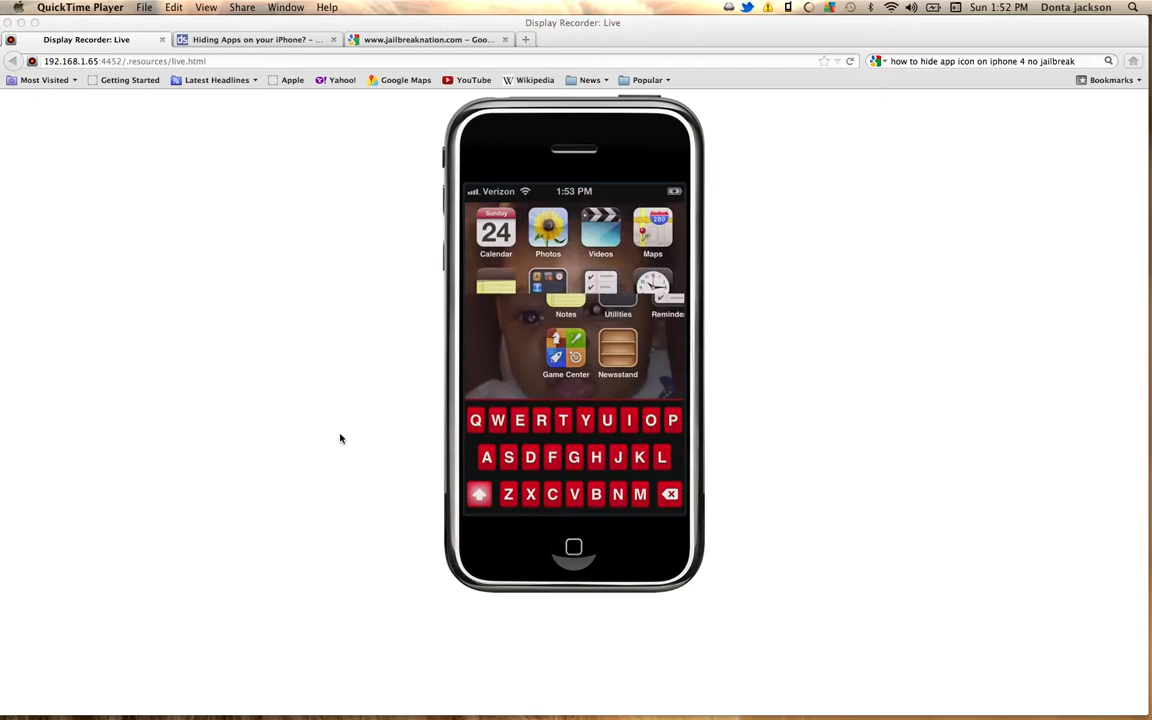 QuickTime Player File Edit View Share Window Help Sun 1:52 PM Donta jackson
Display Recorder: Live
Display Recorder: Live Hiding Apps on your iPhone? - ... www.jailbreaknation.com - Goo...
192.168.1.65:4452/.resources/live.html how to hide app icon on iphone 4 no jailbreak
Most Visited Getting Started Latest Headlines Apple Yahoo! Google Maps YouTube Wikipedia News Popular Bookmarks
Verizon 1:53 PM
Sunday
24 280
Calendar Photos Videos Maps
Notes Utilities Reminder
Game Center Newsstand
Q W E R T Y U I O P
A S D F G H J K L
Z X C V B N M